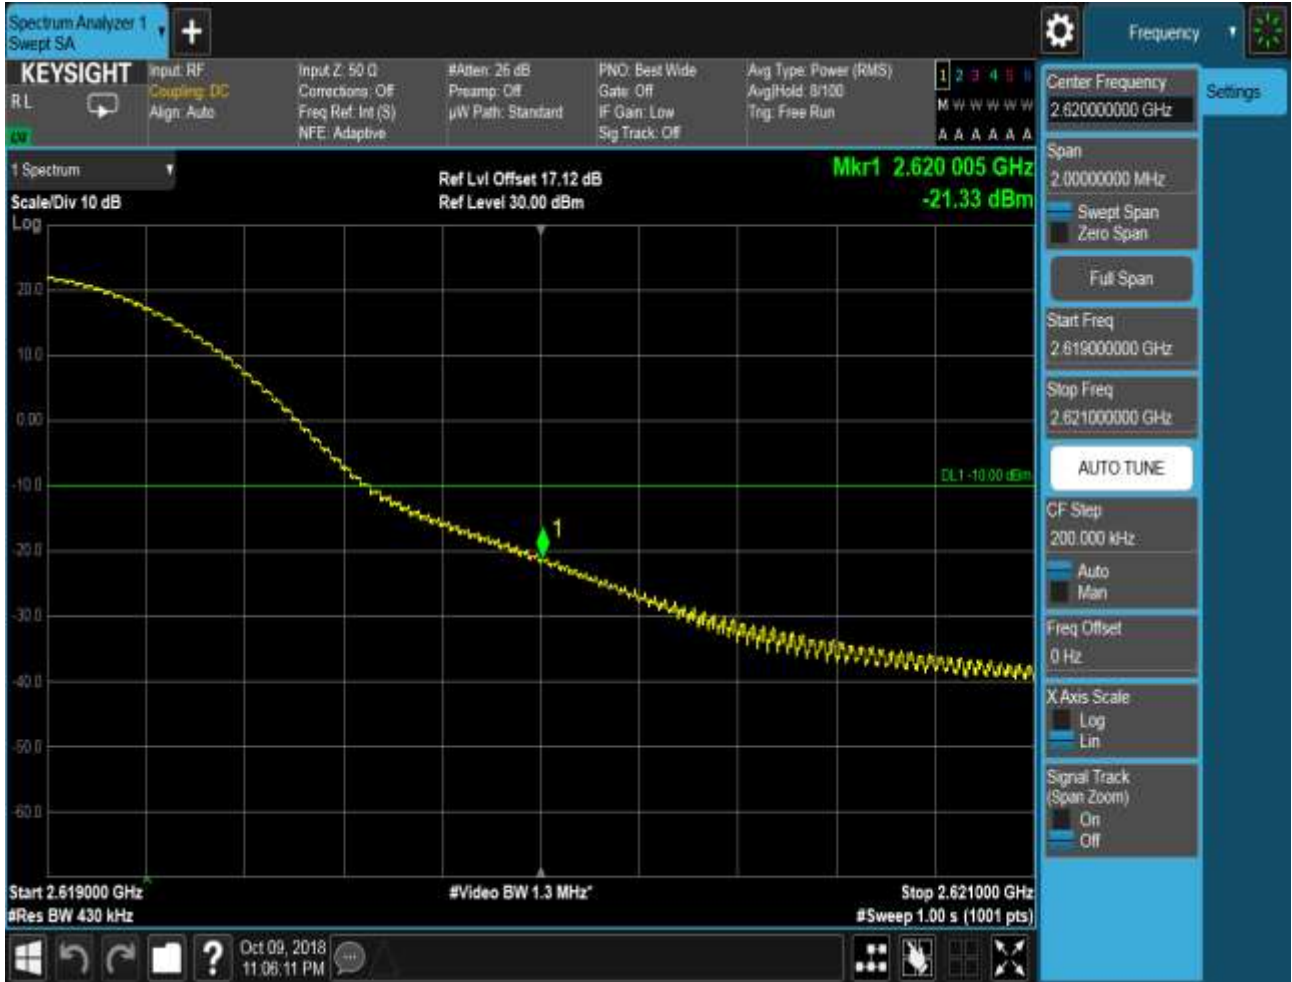 Spectrum Analyzer 1
Swept SA
Frequency
KEYSIGHT
R L
Input: RF
Coupling: DC
Align: Auto
Input Z: 50 Ω
Corrections: Off
Freq Ref: Int (S)
NFE: Adaptive
#Atten: 26 dB
Preamp: Off
µW Path: Standard
PNO: Best Wide
Gate: Off
IF Gain: Low
Sig Track: Off
Avg Type: Power (RMS)
Avg|Hold: 8/100
Trig: Free Run
1 2 3 4 5 6
M W W W W W
A A A A A A
1 Spectrum
Scale/Div 10 dB
Log
Ref Lvl Offset 17.12 dB
Ref Level 30.00 dBm
Mkr1 2.620 005 GHz
-21.33 dBm
20.0
10.0
0.00
-10.0
-20.0
-30.0
-40.0
-50.0
-60.0
DL1 -10.00 dBm
1
Start 2.619000 GHz
#Res BW 430 kHz
#Video BW 1.3 MHz*
Stop 2.621000 GHz
#Sweep 1.00 s (1001 pts)
Center Frequency
2.620000000 GHz
Settings
Span
2.00000000 MHz
Swept Span
Zero Span
Full Span
Start Freq
2.619000000 GHz
Stop Freq
2.621000000 GHz
AUTO TUNE
CF Step
200.000 kHz
Auto
Man
Freq Offset
0 Hz
X Axis Scale
Log
Lin
Signal Track
(Span Zoom)
On
Off
?
Oct 09, 2018
11:06:11 PM